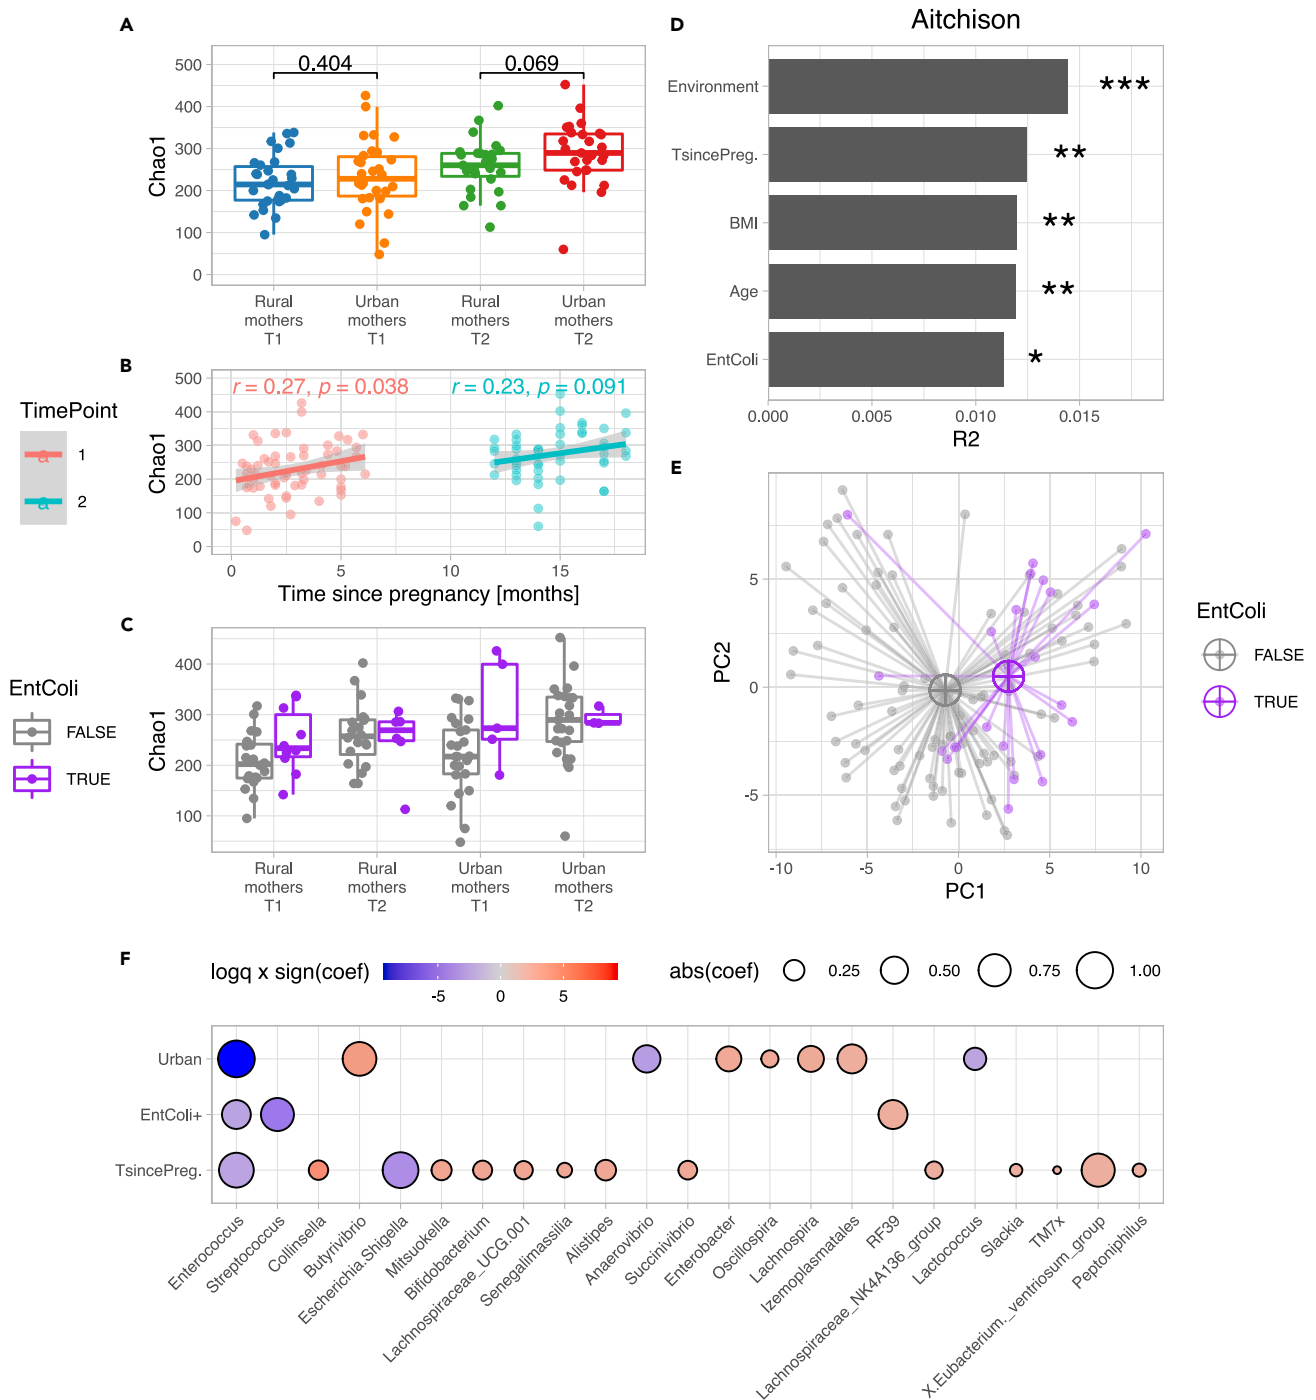 A
Chao1
500
400
300
200
100
0
0.404
0.069
Rural
mothers
T1
Urban
mothers
T1
Rural
mothers
T2
Urban
mothers
T2
B
TimePoint
a
1
a
2
Chao1
500
400
300
200
100
0
r = 0.27, p = 0.038
r = 0.23, p = 0.091
0
5
10
15
Time since pregnancy [months]
C
EntColi
FALSE
TRUE
Chao1
400
300
200
100
Rural
mothers
T1
Rural
mothers
T2
Urban
mothers
T1
Urban
mothers
T2
D
Aitchison
Environment
***
TsincePreg.
**
BMI
**
Age
**
EntColi
*
0.000
0.005
0.010
0.015
R2
E
PC2
5
0
-5
-10
-5
0
5
10
PC1
EntColi
FALSE
TRUE
F
logq x sign(coef)
-5
0
5
abs(coef)
0.25
0.50
0.75
1.00
Urban
EntColi+
TsincePreg.
Enterococcus
Streptococcus
Collinsella
Butyrivibrio
Escherichia.Shigella
Mitsuokella
Bifidobacterium
Lachnospiraceae_UCG.001
Senegalimassilia
Alistipes
Anaerovibrio
Succinivibrio
Enterobacter
Oscillospira
Lachnospira
Izemoplasmatales
RF39
Lachnospiraceae_NK4A136_group
Lactococcus
Slackia
TM7x
X.Eubacterium._ventriosum_group
Peptoniphilus